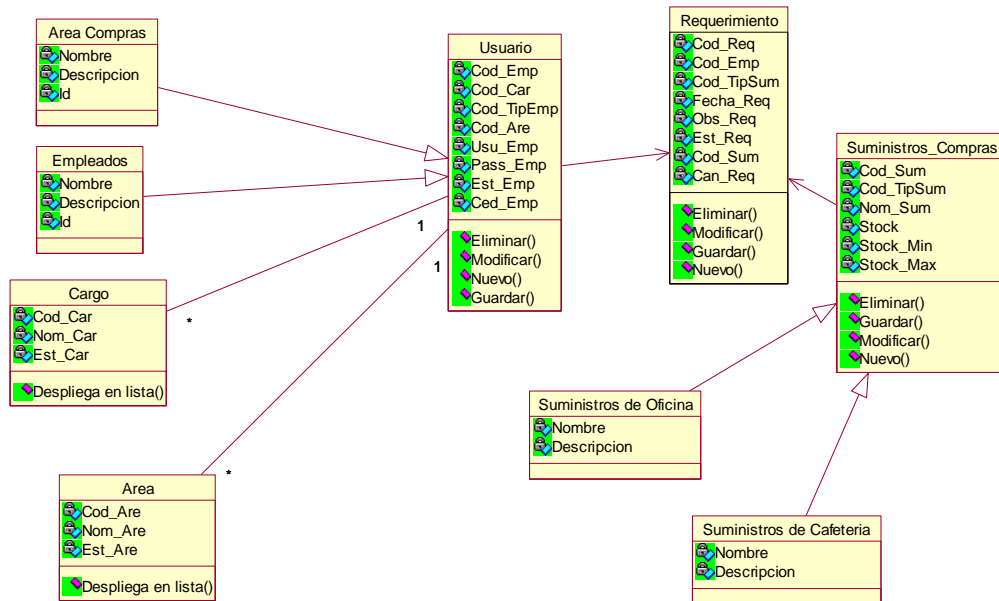 Area Compras
Nombre
Descripcion
Id
Empleados
Nombre
Descripcion
Id
Cargo
Cod_Car
Nom_Car
Est_Car
Despliega en lista()
Area
Cod_Are
Nom_Are
Est_Are
Despliega en lista()
Usuario
Cod_Emp
Cod_Car
Cod_TipEmp
Cod_Are
Usu_Emp
Pass_Emp
Est_Emp
Ced_Emp
Eliminar()
Modificar()
Nuevo()
Guardar()
1
*
1
*
Requerimiento
Cod_Req
Cod_Emp
Cod_TipSum
Fecha_Req
Obs_Req
Est_Req
Cod_Sum
Can_Req
Eliminar()
Modificar()
Guardar()
Nuevo()
Suministros_Compras
Cod_Sum
Cod_TipSum
Nom_Sum
Stock
Stock_Min
Stock_Max
Eliminar()
Guardar()
Modificar()
Nuevo()
Suministros de Oficina
Nombre
Descripcion
Suministros de Cafeteria
Nombre
Descripcion